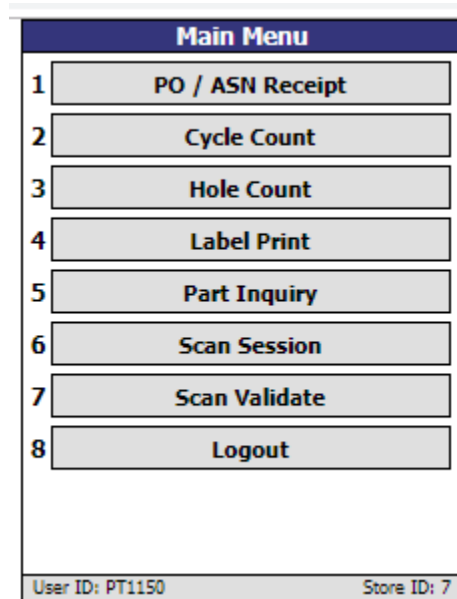 Main Menu
1 PO / ASN Receipt
2 Cycle Count
3 Hole Count
4 Label Print
5 Part Inquiry
6 Scan Session
7 Scan Validate
8 Logout
User ID: PT1150 Store ID: 7